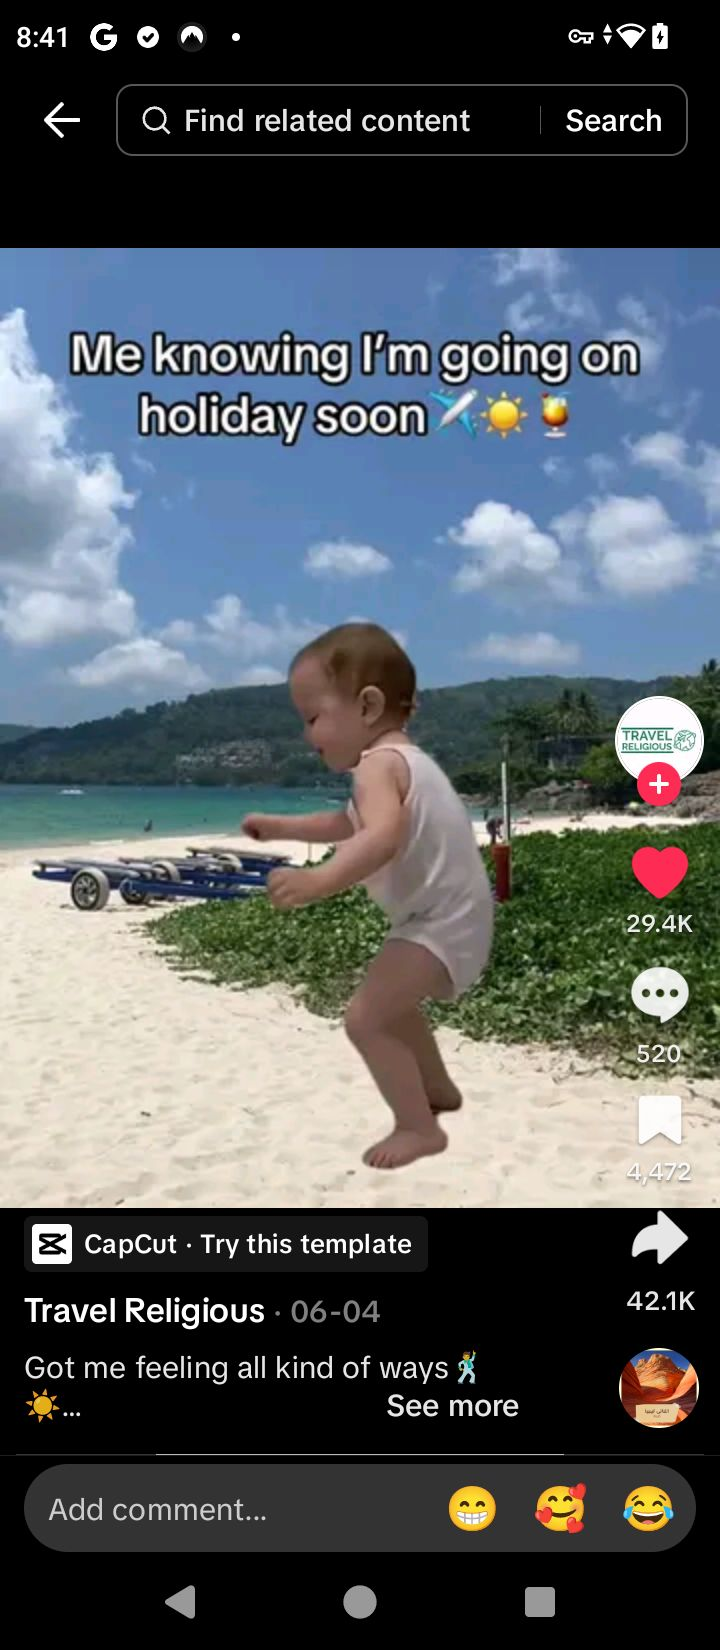 8:41
Find related content
Search
Me knowing I'm going on
holiday soon✈️☀️🍹
TRAVEL
RELIGIOUS
29.4K
520
4,472
CapCut · Try this template
42.1K
Travel Religious · 06-04
Got me feeling all kind of ways🕺
☀️...
See more
Add comment...
😁🥰😂